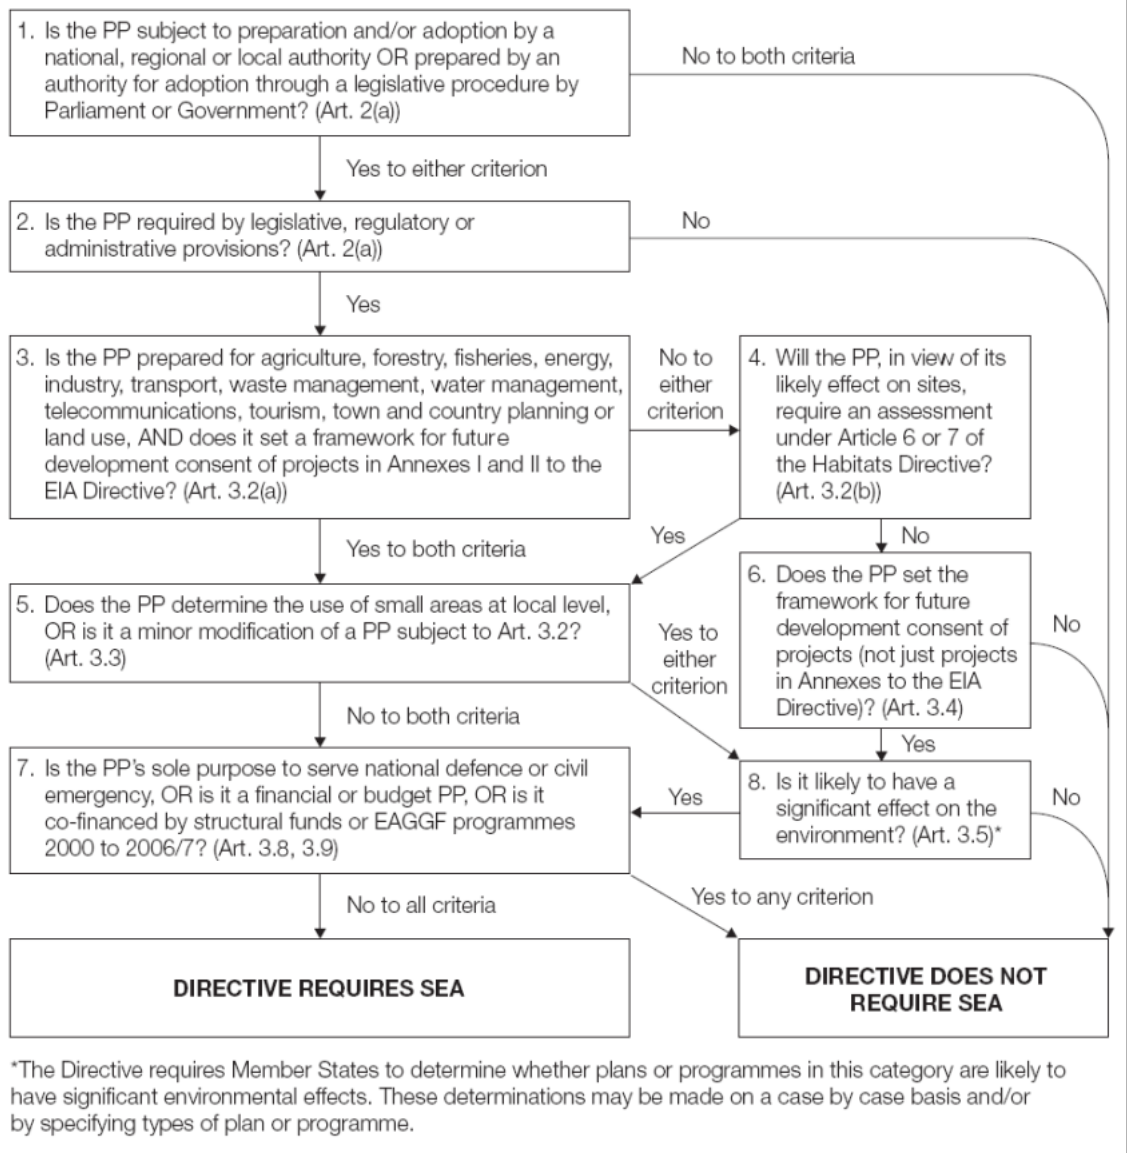 1. Is the PP subject to preparation and/or adoption by a
national, regional or local authority OR prepared by an
authority for adoption through a legislative procedure by
Parliament or Government? (Art. 2(a))
No to both criteria
Yes to either criterion
2. Is the PP required by legislative, regulatory or
administrative provisions? (Art. 2(a))
No
Yes
3. Is the PP prepared for agriculture, forestry, fisheries, energy,
industry, transport, waste management, water management,
telecommunications, tourism, town and country planning or
land use, AND does it set a framework for future
development consent of projects in Annexes I and II to the
EIA Directive? (Art. 3.2(a))
No to
either
criterion
4. Will the PP, in view of its
likely effect on sites,
require an assessment
under Article 6 or 7 of
the Habitats Directive?
(Art. 3.2(b))
Yes to both criteria
Yes
No
5. Does the PP determine the use of small areas at local level,
OR is it a minor modification of a PP subject to Art. 3.2?
(Art. 3.3)
Yes to
either
criterion
6. Does the PP set the
framework for future
development consent of
projects (not just projects
in Annexes to the EIA
Directive)? (Art. 3.4)
No
No to both criteria
Yes
7. Is the PP's sole purpose to serve national defence or civil
emergency, OR is it a financial or budget PP, OR is it
co-financed by structural funds or EAGGF programmes
2000 to 2006/7? (Art. 3.8, 3.9)
Yes
8. Is it likely to have a
significant effect on the
environment? (Art. 3.5)*
No
No to all criteria
Yes to any criterion
DIRECTIVE REQUIRES SEA
DIRECTIVE DOES NOT
REQUIRE SEA
*The Directive requires Member States to determine whether plans or programmes in this category are likely to
have significant environmental effects. These determinations may be made on a case by case basis and/or
by specifying types of plan or programme.